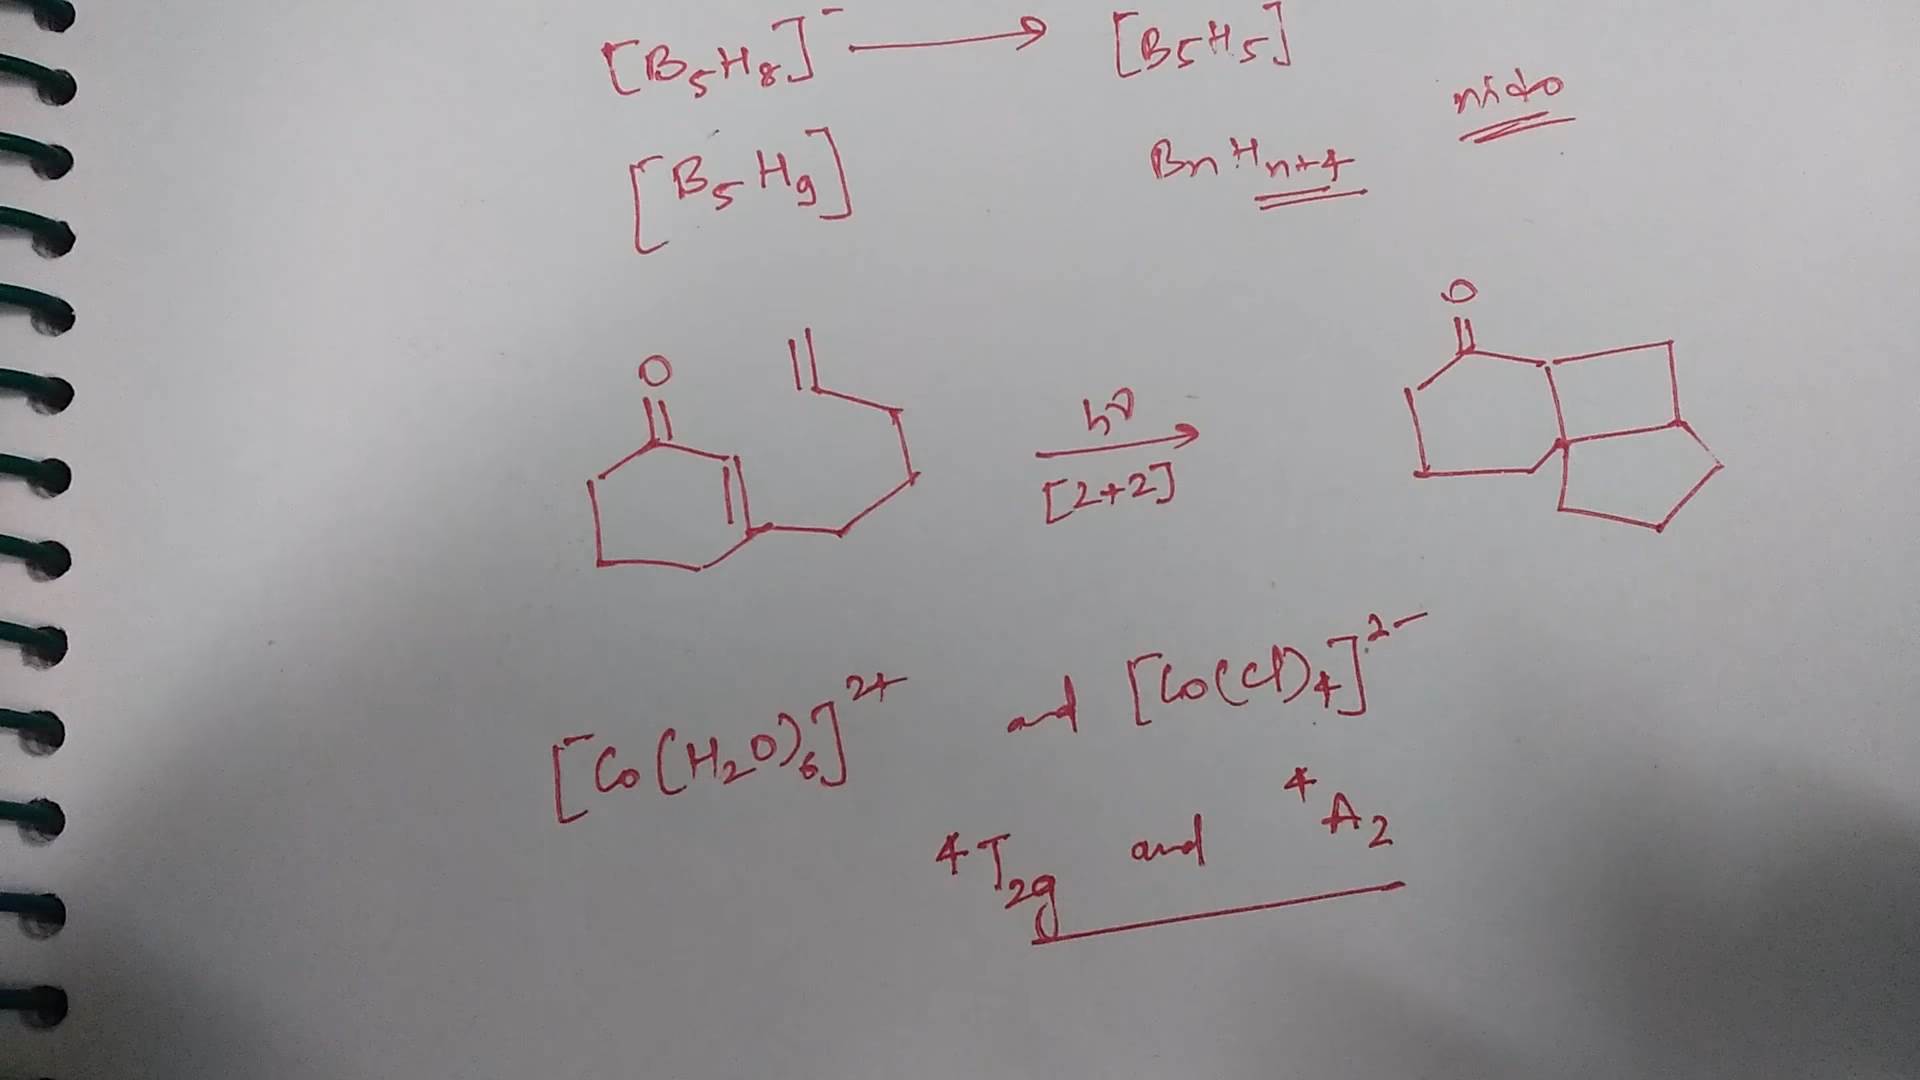 [B₅H₈]⁻ → [B₅H₅]
nido
[B₅H₉]
BₙHₙ₊₄
O
O
hν
[2+2]
[Co(H₂O)₆]²⁺ and [Co(Cl)₄]²⁻
⁴T₂g and ⁴A₂